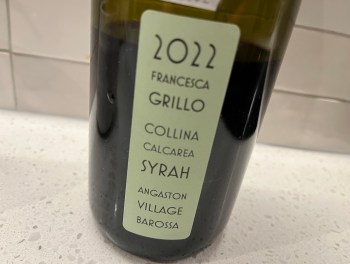 2022
FRANCESCA
GRILLO
COLLINA
CALCAREA
SYRAH
ANGASTON
VILLAGE
BAROSSA